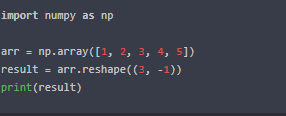 import numpy as np
arr = np.array([1, 2, 3, 4, 5])
result = arr.reshape((3, -1))
print(result)